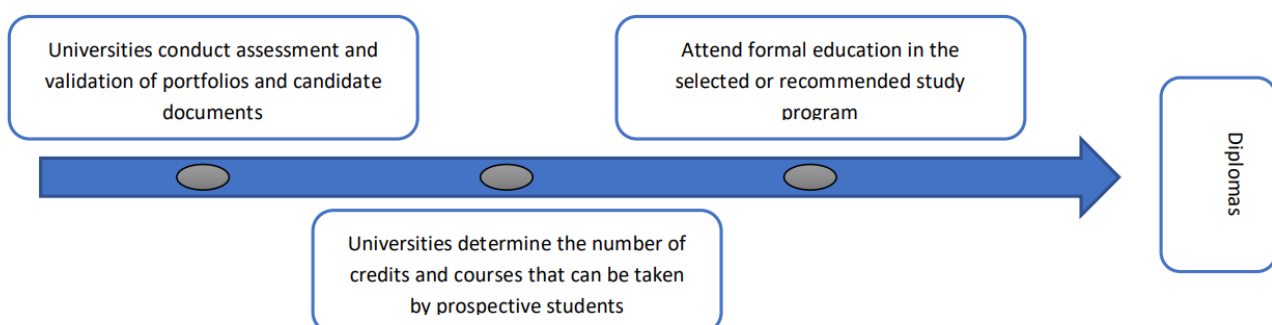 Universities conduct assessment and
validation of portfolios and candidate
documents
Universities determine the number of
credits and courses that can be taken
by prospective students
Attend formal education in the
selected or recommended study
program
Diplomas